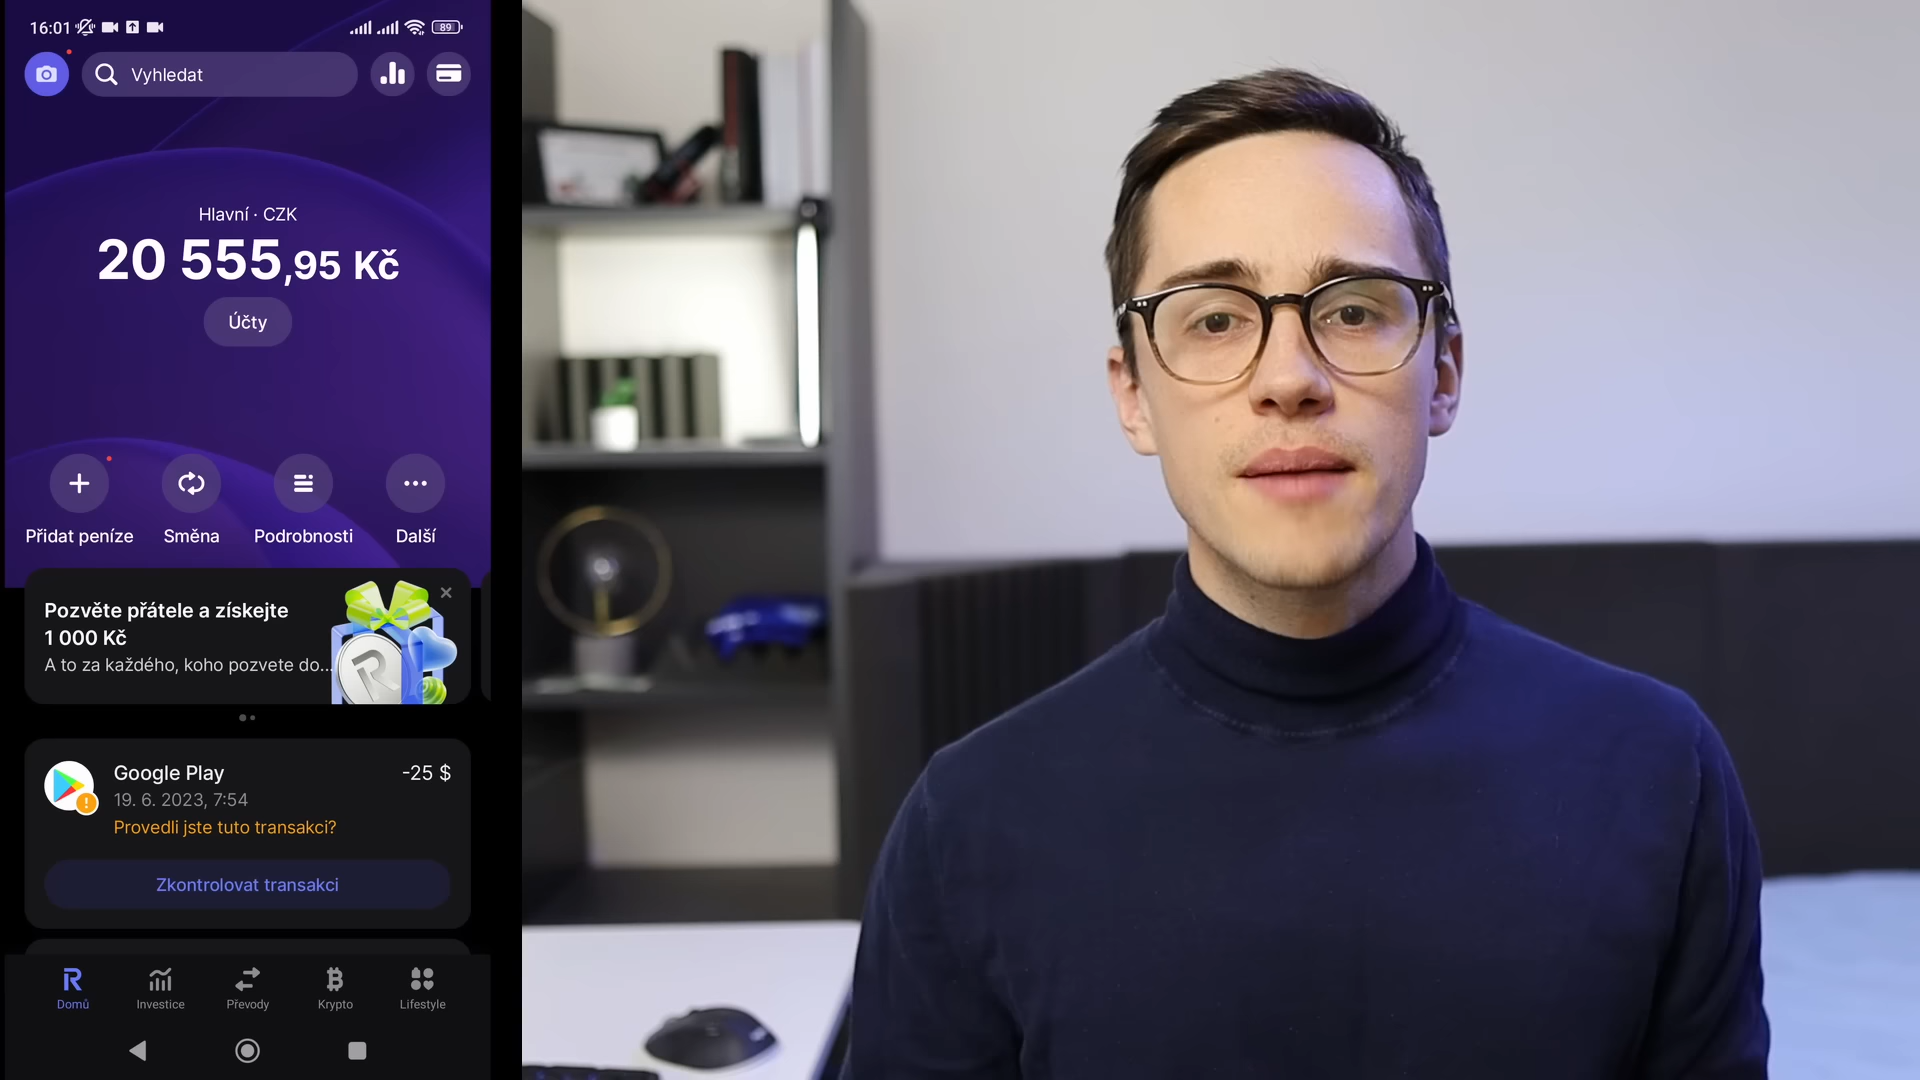 16:01
89
Vyhledat
Hlavní · CZK
20 555,95 Kč
Účty
Přidat peníze
Směna
Podrobnosti
Další
Pozvěte přátele a získejte
1 000 Kč
A to za každého, koho pozvete do...
Google Play
-25 $
19. 6. 2023, 7:54
Provedli jste tuto transakci?
Zkontrolovat transakci
Domů
Investice
Převody
Krypto
Lifestyle